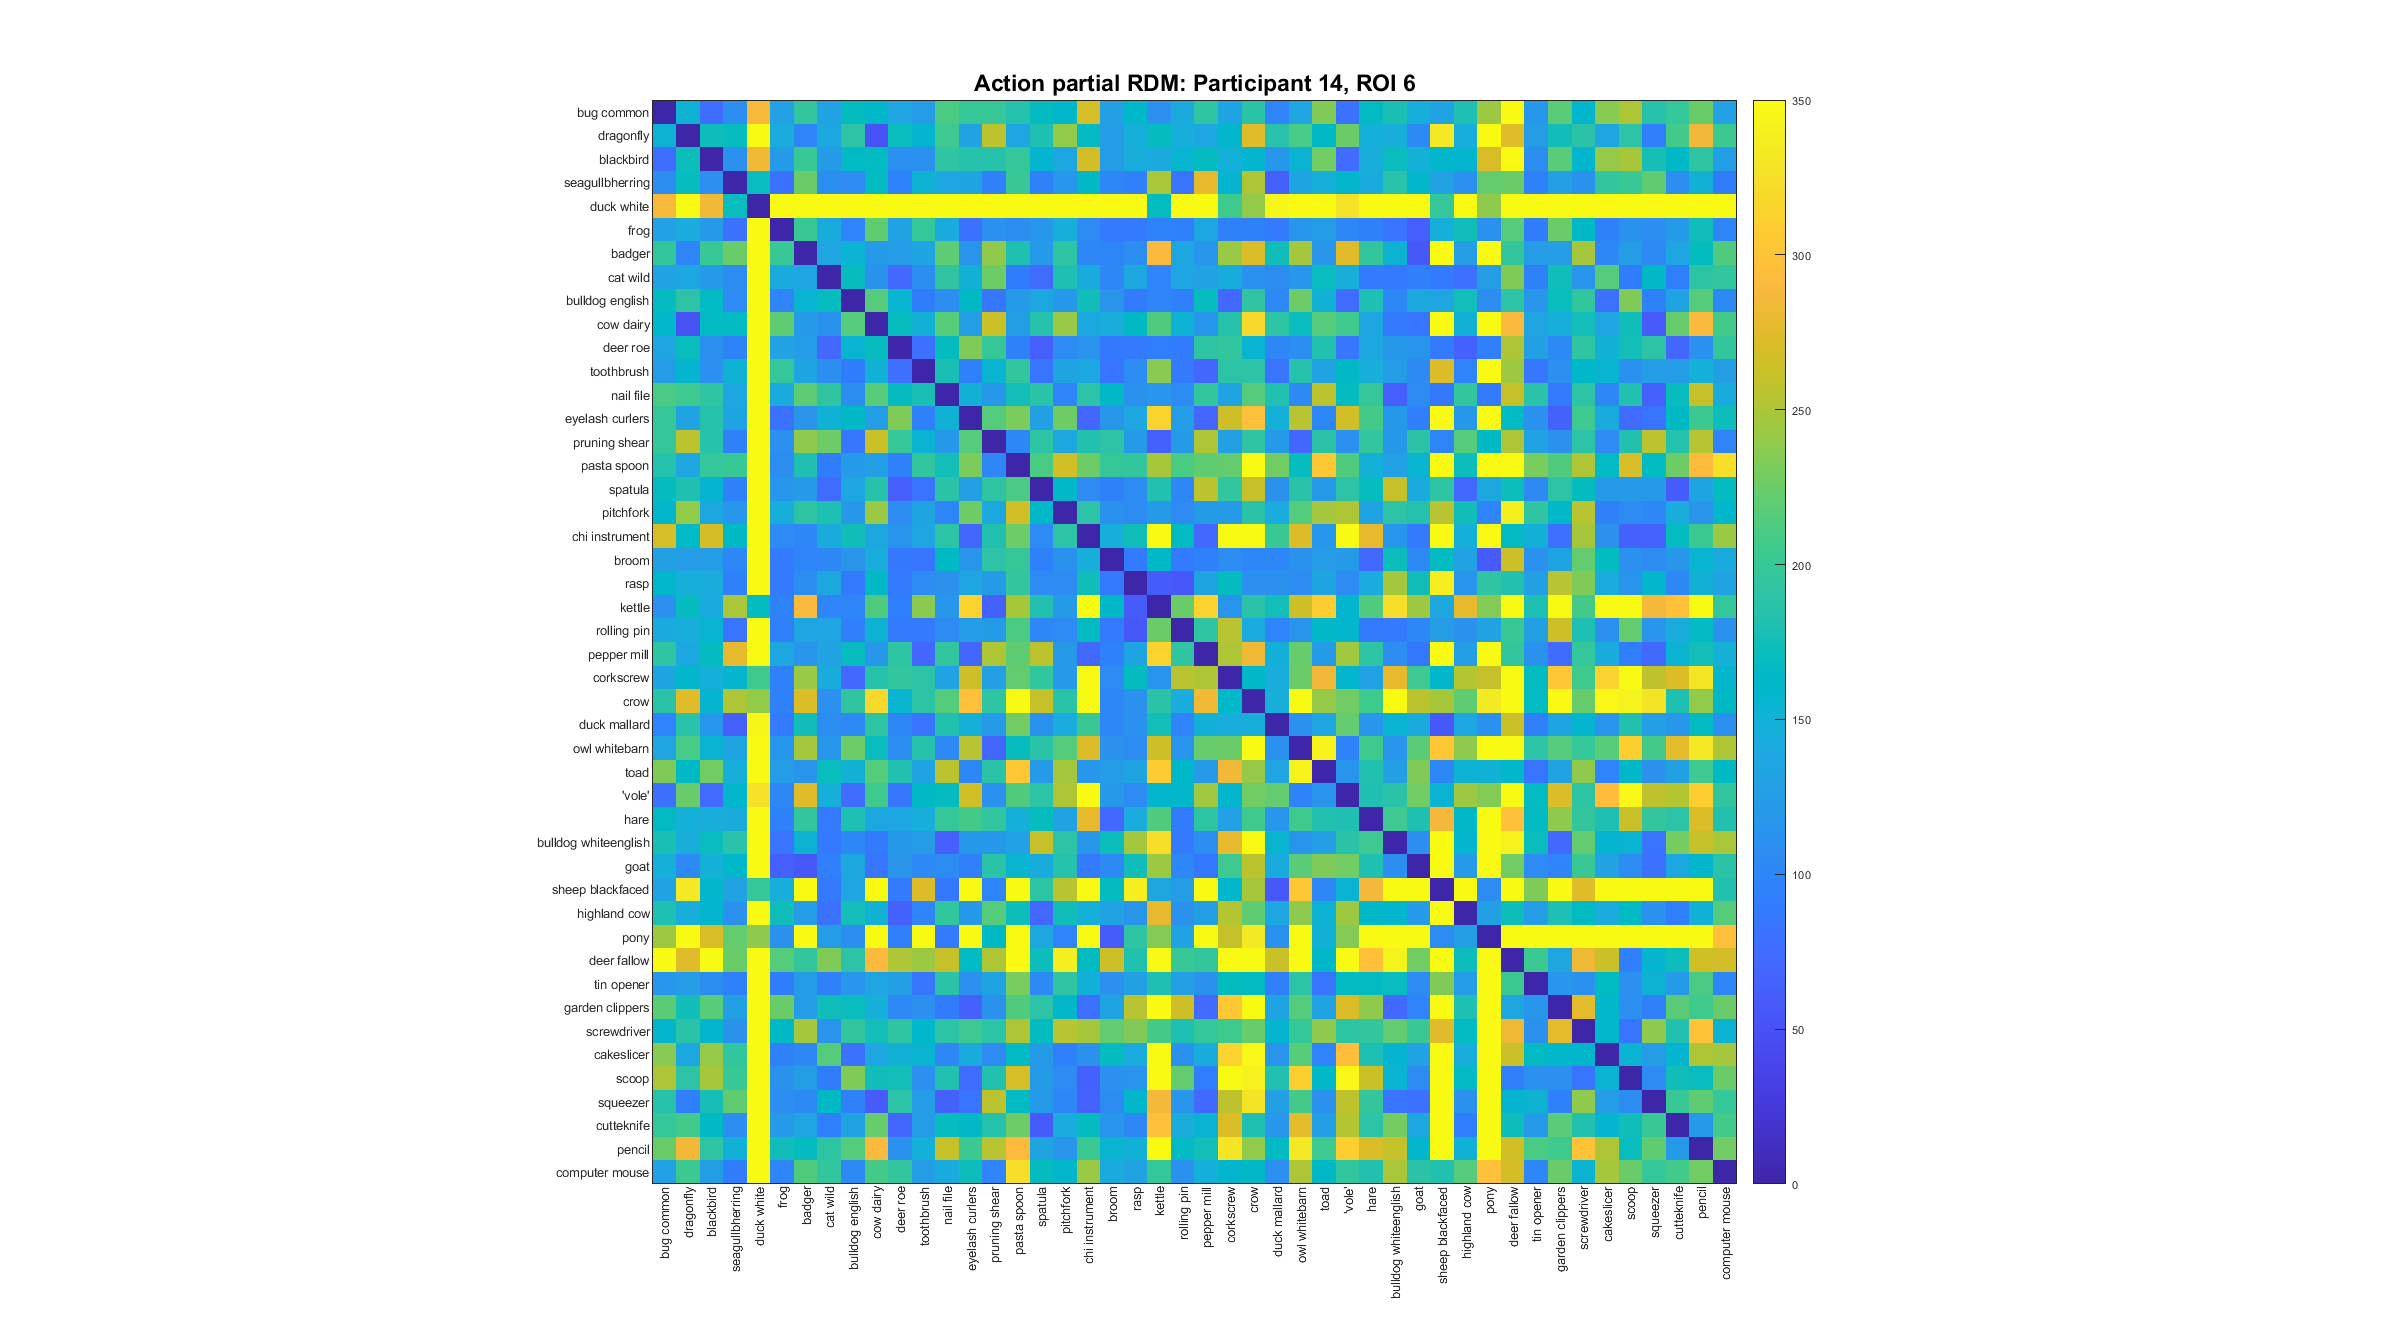 Action partial RDM: Participant 14, ROI 6
bug common
dragonfly
blackbird
seagullbherring
duck white
frog
badger
cat wild
bulldog english
cow dairy
deer roe
toothbrush
nail file
eyelash curlers
pruning shear
pasta spoon
spatula
pitchfork
chi instrument
broom
rasp
kettle
rolling pin
pepper mill
corkscrew
crow
duck mallard
owl whitebarn
toad
'vole'
hare
bulldog whiteenglish
goat
sheep blackfaced
highland cow
pony
deer fallow
tin opener
garden clippers
screwdriver
cakeslicer
scoop
squeezer
cutteknife
pencil
computer mouse
bug common
dragonfly
blackbird
seagullbherring
duck white
frog
badger
cat wild
bulldog english
cow dairy
deer roe
toothbrush
nail file
eyelash curlers
pruning shear
pasta spoon
spatula
pitchfork
chi instrument
broom
rasp
kettle
rolling pin
pepper mill
corkscrew
crow
duck mallard
owl whitebarn
toad
'vole'
hare
bulldog whiteenglish
goat
sheep blackfaced
highland cow
pony
deer fallow
tin opener
garden clippers
screwdriver
cakeslicer
scoop
squeezer
cutteknife
pencil
computer mouse
350
300
250
200
150
100
50
0